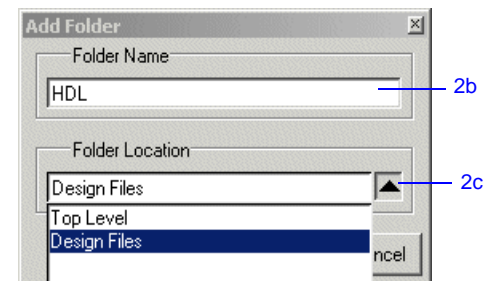 Add Folder
Folder Name
HDL
2b
Folder Location
Design Files
2c
Top Level
Design Files
ncel